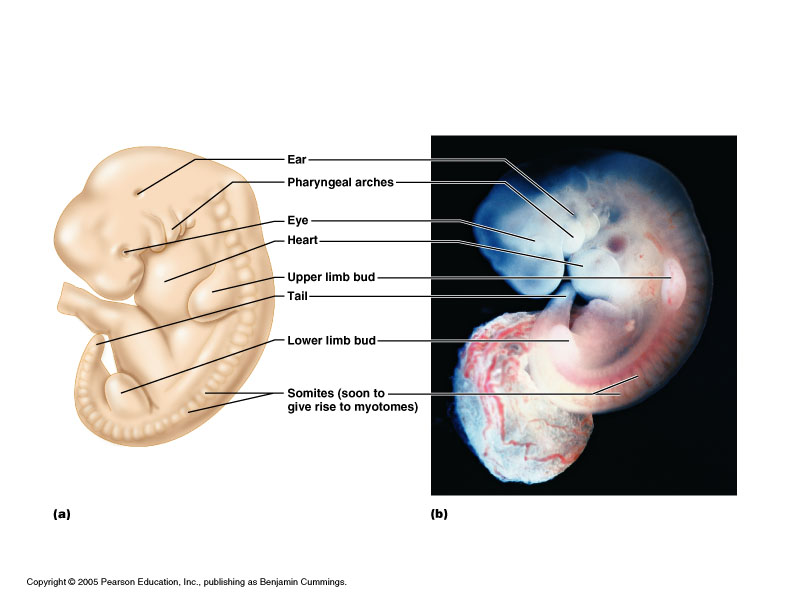 Ear
Pharyngeal arches
Eye
Heart
Upper limb bud
Tail
Lower limb bud
Somites (soon to
give rise to myotomes)
(a)
(b)
Copyright © 2005 Pearson Education, Inc., publishing as Benjamin Cummings.